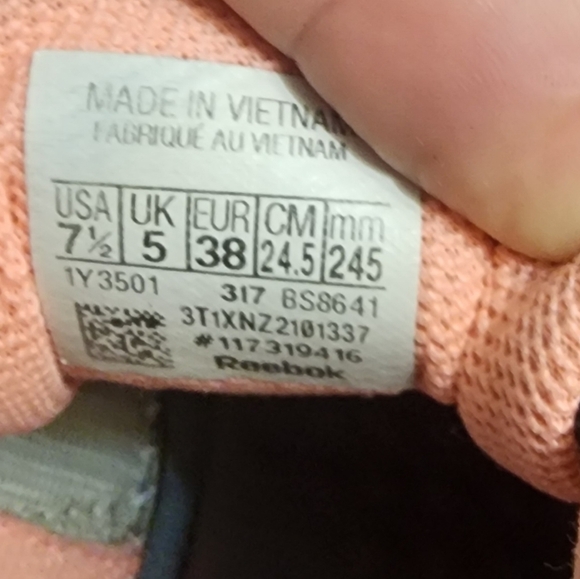 MADE IN VIETNAM
FABRIQUÉ AU VIETNAM
USA UK EUR CM mm
7½ 5 38 24.5 245
1Y3501 317 BS8641
3T1XNZ2101337
#117319416
Reebok